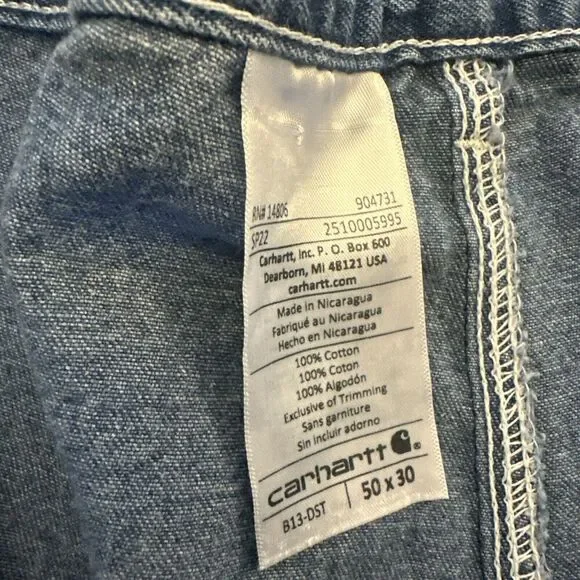 RN# 14806 904731
SP22 2510005995
Carhartt, Inc. P. O. Box 600
Dearborn, MI 48121 USA
carhartt.com
Made in Nicaragua
Fabriqué au Nicaragua
Hecho en Nicaragua
100% Cotton
100% Coton
100% Algodón
Exclusive of Trimming
Sans garniture
Sin incluir adorno
carhartt ®
B13-DST 50 x 30